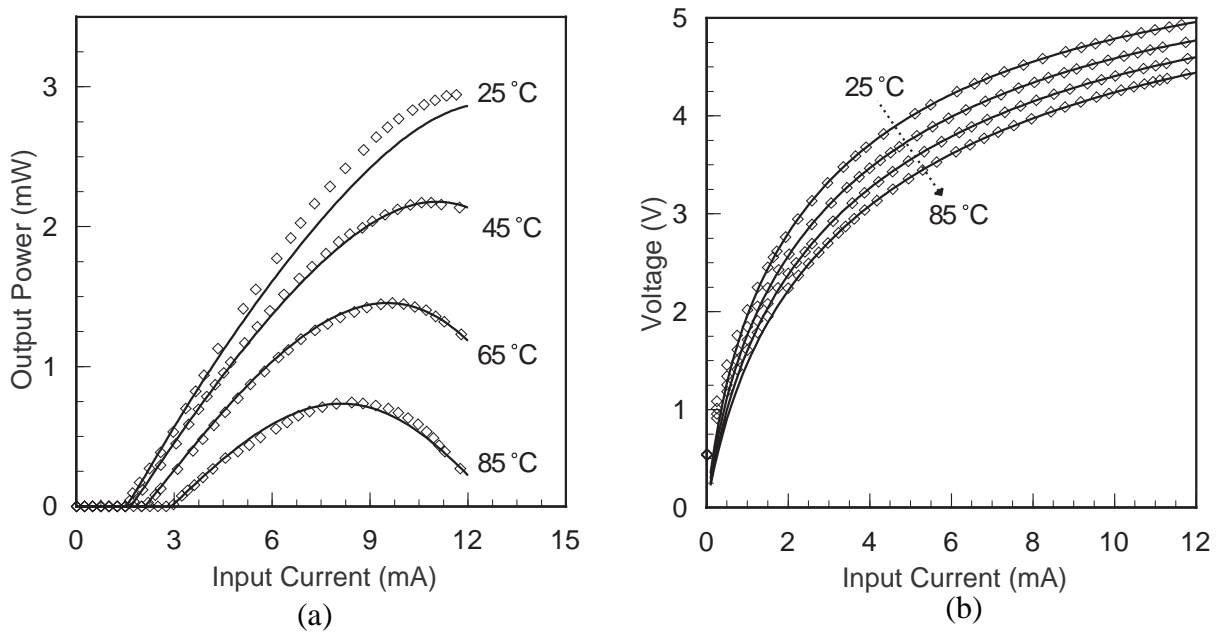 3
2
1
0
Output Power (mW)
25 °C
45 °C
65 °C
85 °C
0 3 6 9 12 15
Input Current (mA)
(a)
5
4
3
2
1
0
Voltage (V)
25 °C
85 °C
0 2 4 6 8 10 12
Input Current (mA)
(b)